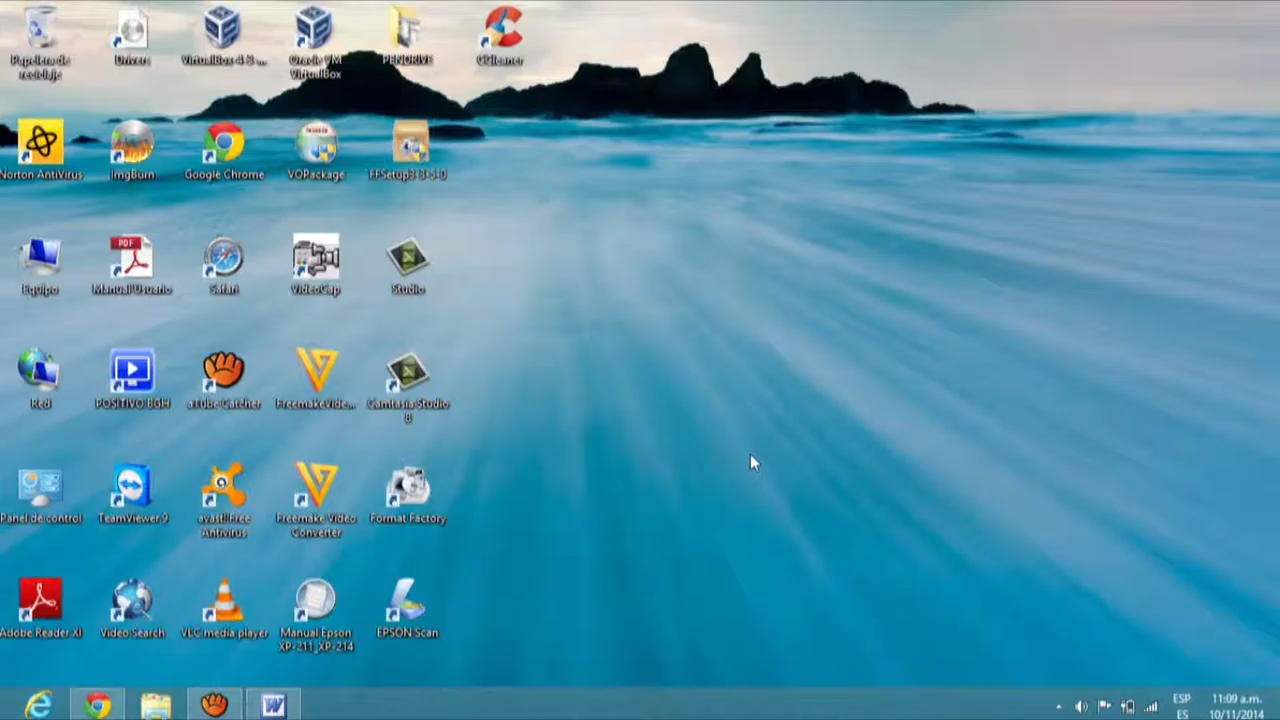 Papelera de
reciclaje
Drivers
VirtualBox 4-3-...
Oracle VM
VirtualBox
PENDRIVE
CCleaner
Norton AntiVirus
ImgBurn
Google Chrome
VOPackage
FFSetup3-3-4-0
Equipo
PDF
Manual Usuario
Safari
VideoCap
Studio
Red
POSITIVO BGH
aTube Catcher
FreemakeVide...
Camtasia Studio
8
Panel de control
TeamViewer 9
avast! Free
Antivirus
Freemake Video
Converter
Format Factory
Adobe Reader XI
Video Search
VLC media player
Manual Epson
XP-211_XP-214
EPSON Scan
ESP
ES
11:09 a.m.
10/11/2014